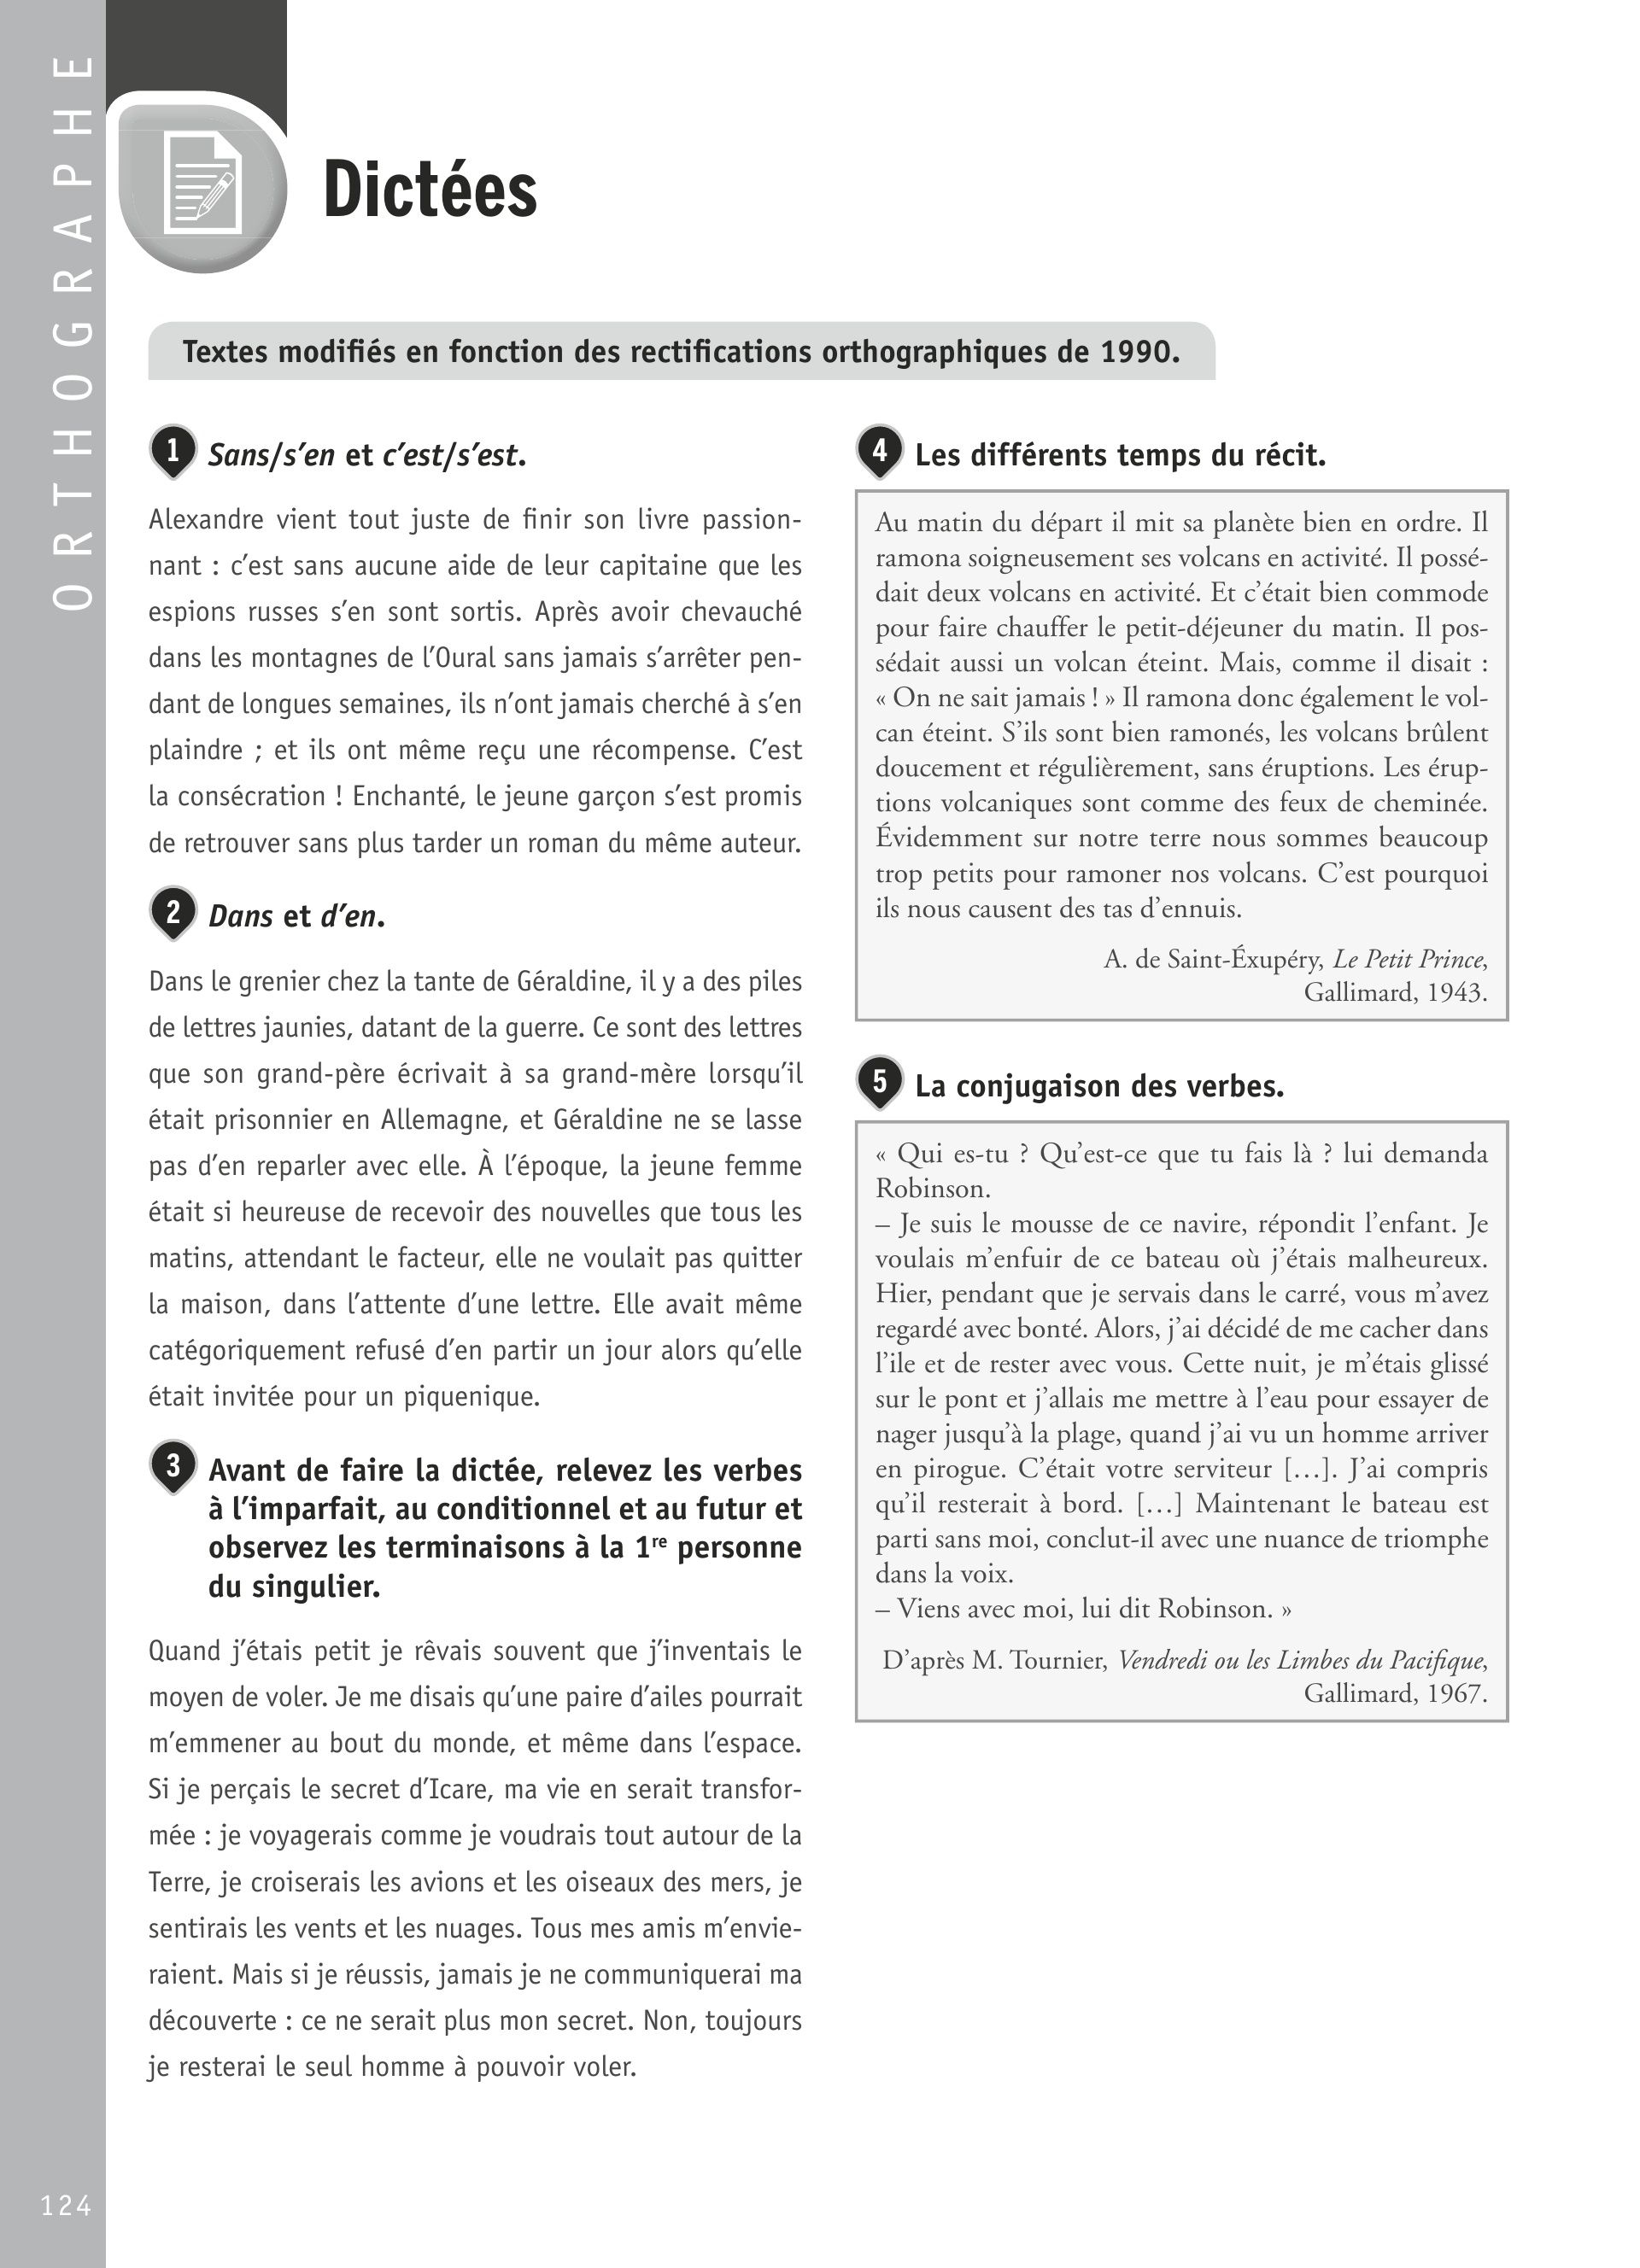 ORTHOGRAPHE
Dictées
Textes modifiés en fonction des rectifications orthographiques de 1990.
1 Sans/s’en et c’est/s’est.
Alexandre vient tout juste de finir son livre passion-
nant : c’est sans aucune aide de leur capitaine que les
espions russes s’en sont sortis. Après avoir chevauché
dans les montagnes de l’Oural sans jamais s’arrêter pen-
dant de longues semaines, ils n’ont jamais cherché à s’en
plaindre ; et ils ont même reçu une récompense. C’est
la consécration ! Enchanté, le jeune garçon s’est promis
de retrouver sans plus tarder un roman du même auteur.
2 Dans et d’en.
Dans le grenier chez la tante de Géraldine, il y a des piles
de lettres jaunies, datant de la guerre. Ce sont des lettres
que son grand-père écrivait à sa grand-mère lorsqu’il
était prisonnier en Allemagne, et Géraldine ne se lasse
pas d’en reparler avec elle. À l’époque, la jeune femme
était si heureuse de recevoir des nouvelles que tous les
matins, attendant le facteur, elle ne voulait pas quitter
la maison, dans l’attente d’une lettre. Elle avait même
catégoriquement refusé d’en partir un jour alors qu’elle
était invitée pour un piquenique.
3 Avant de faire la dictée, relevez les verbes
à l’imparfait, au conditionnel et au futur et
observez les terminaisons à la 1re personne
du singulier.
Quand j’étais petit je rêvais souvent que j’inventais le
moyen de voler. Je me disais qu’une paire d’ailes pourrait
m’emmener au bout du monde, et même dans l’espace.
Si je perçais le secret d’Icare, ma vie en serait transfor-
mée : je voyagerais comme je voudrais tout autour de la
Terre, je croiserais les avions et les oiseaux des mers, je
sentirais les vents et les nuages. Tous mes amis m’envie-
raient. Mais si je réussis, jamais je ne communiquerai ma
découverte : ce ne serait plus mon secret. Non, toujours
je resterai le seul homme à pouvoir voler.
4 Les différents temps du récit.
Au matin du départ il mit sa planète bien en ordre. Il
ramona soigneusement ses volcans en activité. Il possé-
dait deux volcans en activité. Et c’était bien commode
pour faire chauffer le petit-déjeuner du matin. Il pos-
sédait aussi un volcan éteint. Mais, comme il disait :
« On ne sait jamais ! » Il ramona donc également le vol-
can éteint. S’ils sont bien ramonés, les volcans brûlent
doucement et régulièrement, sans éruptions. Les érup-
tions volcaniques sont comme des feux de cheminée.
Évidemment sur notre terre nous sommes beaucoup
trop petits pour ramoner nos volcans. C’est pourquoi
ils nous causent des tas d’ennuis.
A. de Saint-Éxupéry, Le Petit Prince,
Gallimard, 1943.
5 La conjugaison des verbes.
« Qui es-tu ? Qu’est-ce que tu fais là ? lui demanda
Robinson.
– Je suis le mousse de ce navire, répondit l’enfant. Je
voulais m’enfuir de ce bateau où j’étais malheureux.
Hier, pendant que je servais dans le carré, vous m’avez
regardé avec bonté. Alors, j’ai décidé de me cacher dans
l’ile et de rester avec vous. Cette nuit, je m’étais glissé
sur le pont et j’allais me mettre à l’eau pour essayer de
nager jusqu’à la plage, quand j’ai vu un homme arriver
en pirogue. C’était votre serviteur […]. J’ai compris
qu’il resterait à bord. […] Maintenant le bateau est
parti sans moi, conclut-il avec une nuance de triomphe
dans la voix.
– Viens avec moi, lui dit Robinson. »
D’après M. Tournier, Vendredi ou les Limbes du Pacifique,
Gallimard, 1967.
124